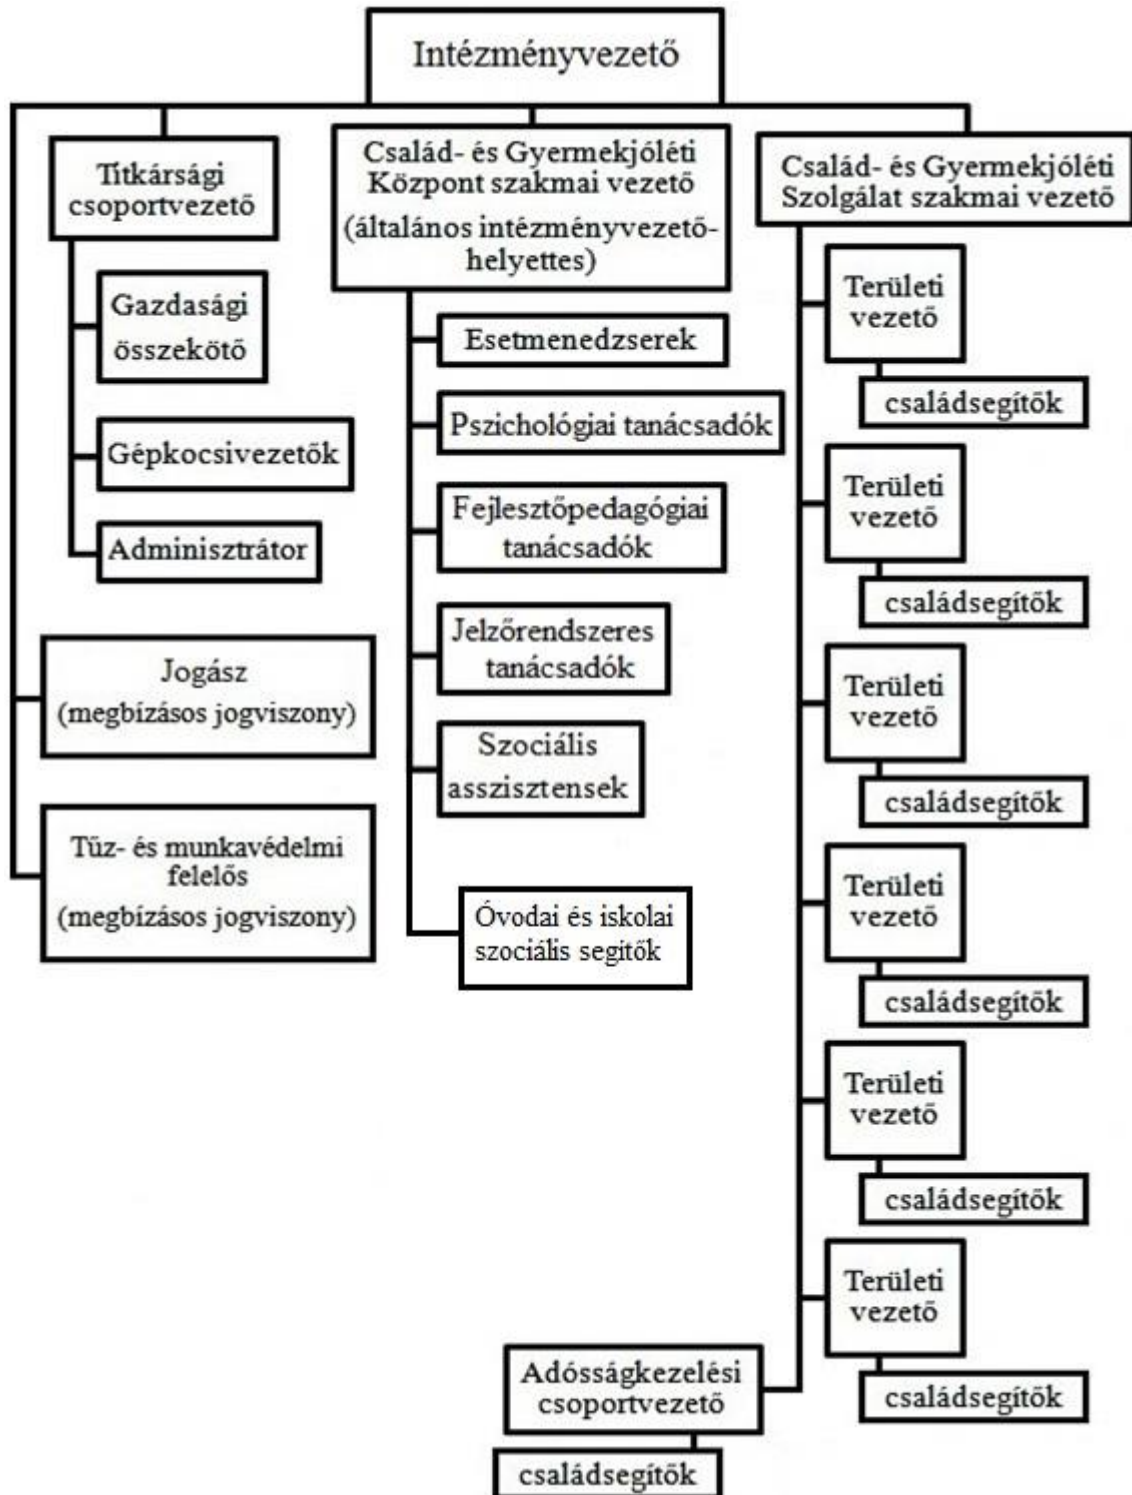 Intézményvezető
Titkársági
csoportvezető
Gazdasági
összekötő
Gépkocsivezetők
Adminisztrátor
Jogász
(megbízásos jogviszony)
Tűz- és munkavédelmi
felelős
(megbízásos jogviszony)
Család- és Gyermekjóléti
Központ szakmai vezető
(általános intézményvezető-
helyettes)
Esetmenedzserek
Pszichológiai tanácsadók
Fejlesztőpedagógiai
tanácsadók
Jelzőrendszeres
tanácsadók
Szociális
asszisztensek
Óvodai és iskolai
szociális segítők
Család- és Gyermekjóléti
Szolgálat szakmai vezető
Területi
vezető
családsegítők
Területi
vezető
családsegítők
Területi
vezető
családsegítők
Területi
vezető
családsegítők
Területi
vezető
családsegítők
Területi
vezető
családsegítők
Adósságkezelési
csoportvezető
családsegítők